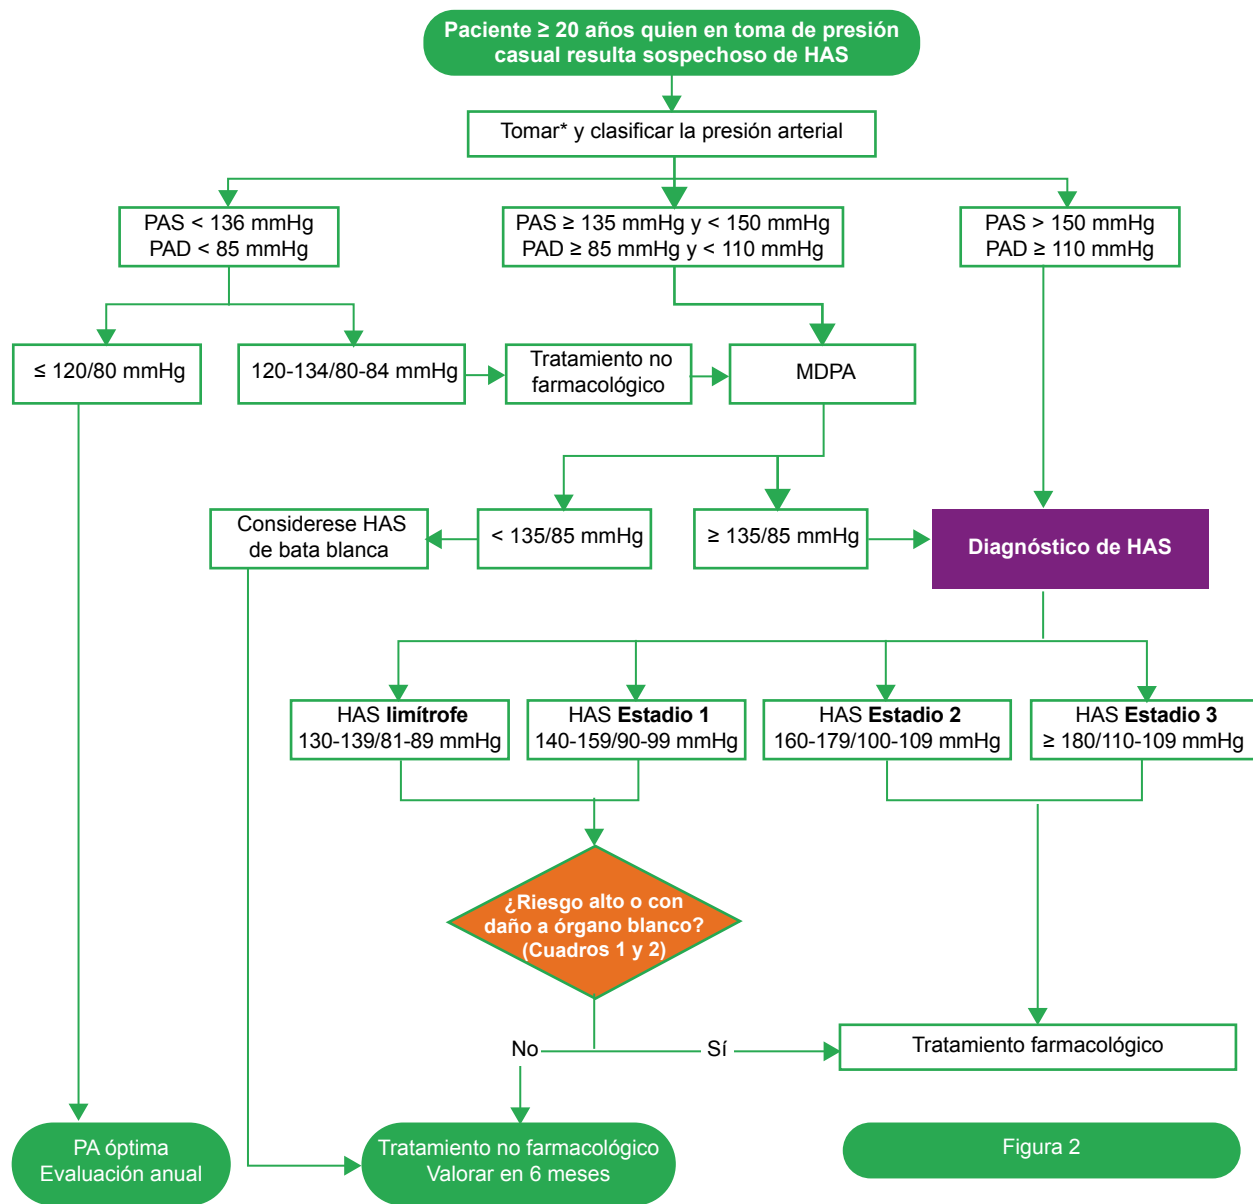 Paciente ≥ 20 años quien en toma de presión
casual resulta sospechoso de HAS
Tomar* y clasificar la presión arterial
PAS < 136 mmHg
PAD < 85 mmHg
PAS ≥ 135 mmHg y < 150 mmHg
PAD ≥ 85 mmHg y < 110 mmHg
PAS > 150 mmHg
PAD ≥ 110 mmHg
≤ 120/80 mmHg
120-134/80-84 mmHg
Tratamiento no
farmacológico
MDPA
Considerese HAS
de bata blanca
< 135/85 mmHg
≥ 135/85 mmHg
Diagnóstico de HAS
HAS limítrofe
130-139/81-89 mmHg
HAS Estadio 1
140-159/90-99 mmHg
HAS Estadio 2
160-179/100-109 mmHg
HAS Estadio 3
≥ 180/110-109 mmHg
¿Riesgo alto o con
daño a órgano blanco?
(Cuadros 1 y 2)
No
Sí
Tratamiento farmacológico
PA óptima
Evaluación anual
Tratamiento no farmacológico
Valorar en 6 meses
Figura 2